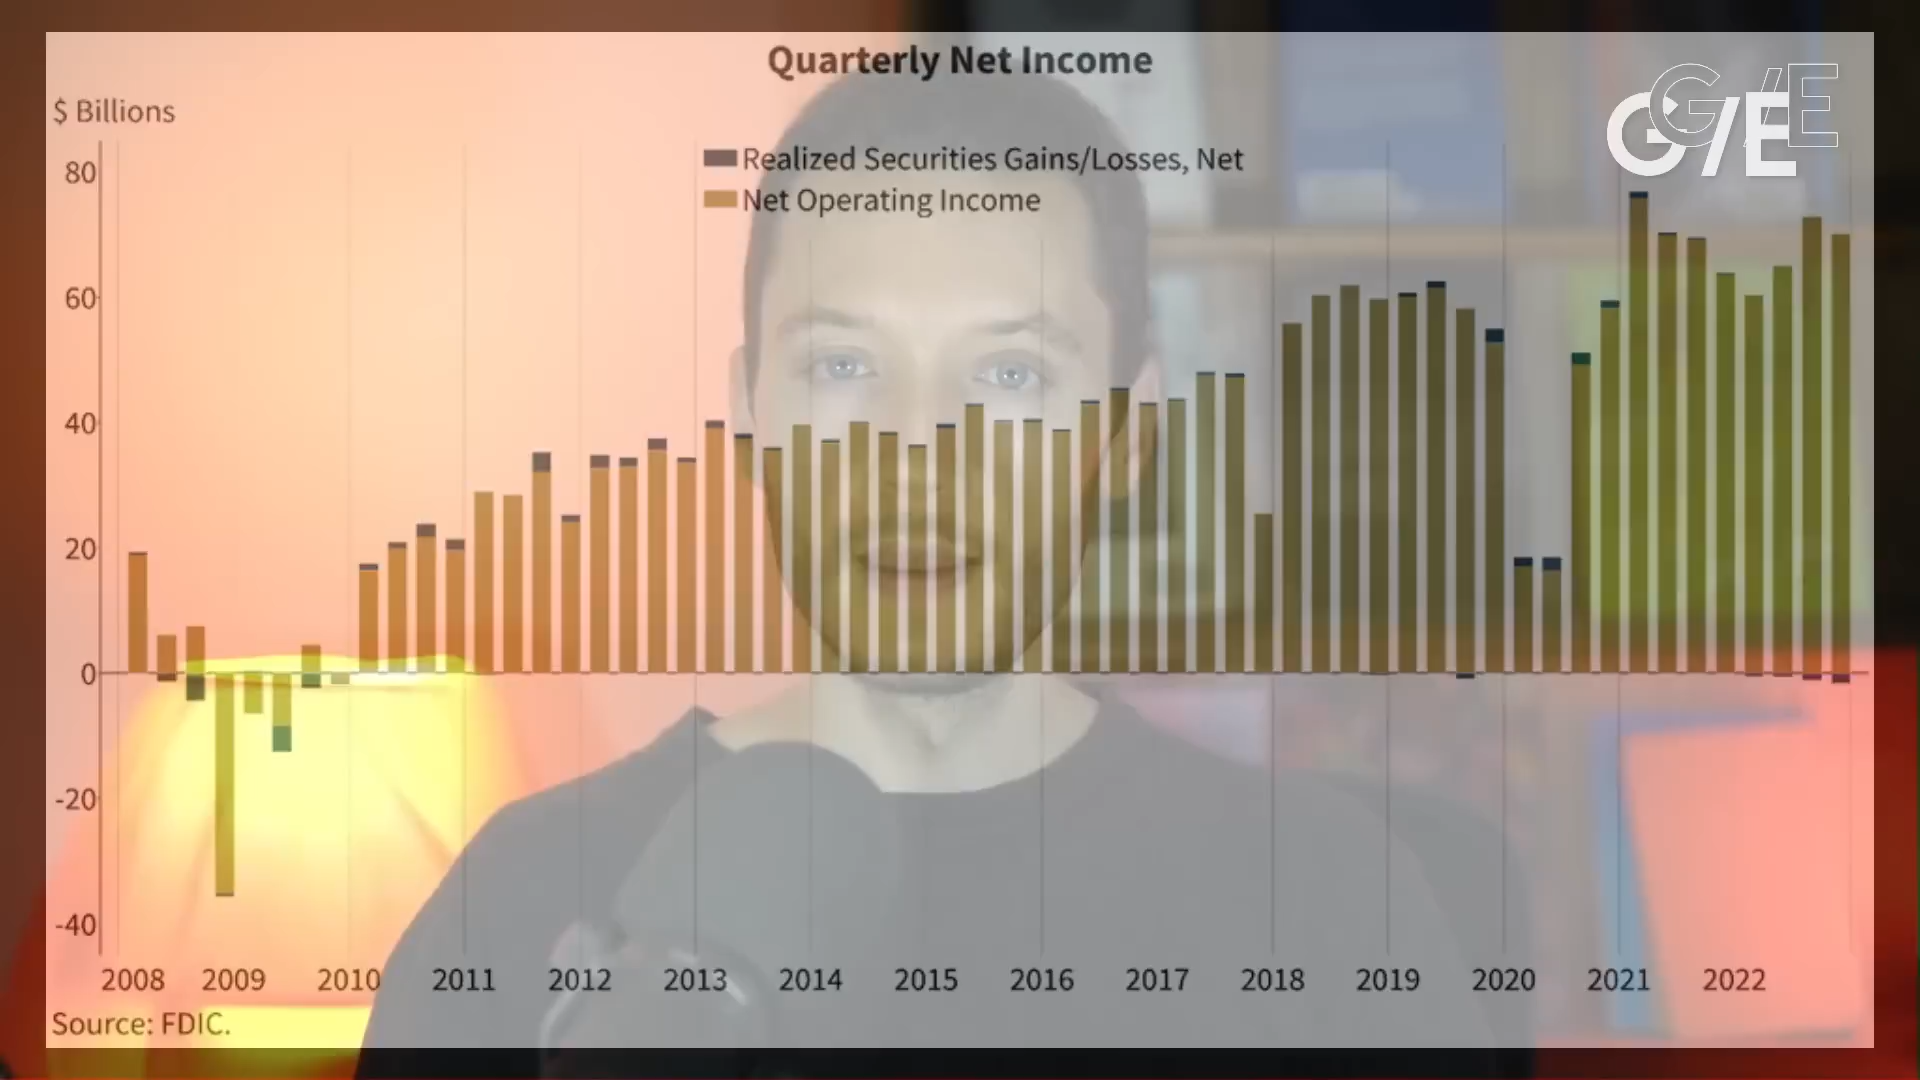 Quarterly Net Income
G/E
$ Billions
Realized Securities Gains/Losses, Net
Net Operating Income
80
60
40
20
0
-20
-40
2008 2009 2010 2011 2012 2013 2014 2015 2016 2017 2018 2019 2020 2021 2022
Source: FDIC.